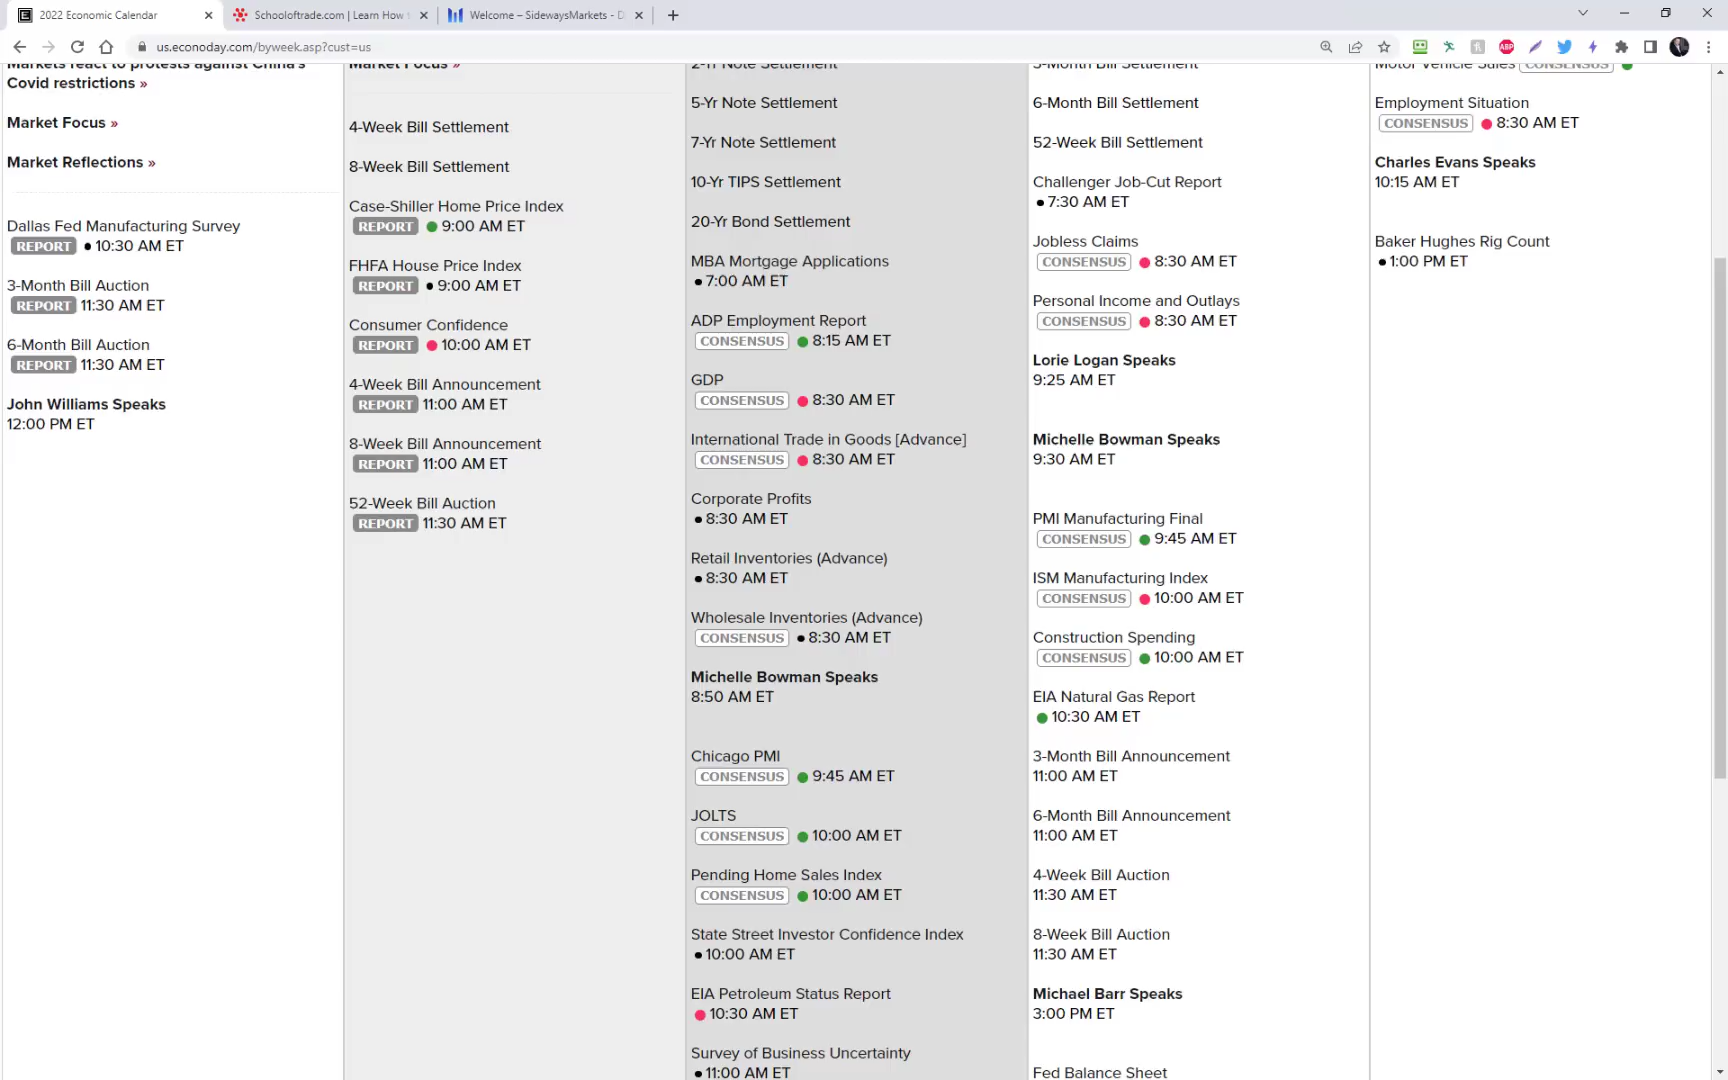 2022 Economic Calendar
Schooloftrade.com | Learn How
Welcome – SidewaysMarkets - D
us.econoday.com/byweek.asp?cust=us
Markets react to protests against China's
Covid restrictions »
Market Focus »
Market Reflections »
Dallas Fed Manufacturing Survey
REPORT • 10:30 AM ET
3-Month Bill Auction
REPORT 11:30 AM ET
6-Month Bill Auction
REPORT 11:30 AM ET
John Williams Speaks
12:00 PM ET
Market Focus »
4-Week Bill Settlement
8-Week Bill Settlement
Case-Shiller Home Price Index
REPORT 9:00 AM ET
FHFA House Price Index
REPORT • 9:00 AM ET
Consumer Confidence
REPORT 10:00 AM ET
4-Week Bill Announcement
REPORT 11:00 AM ET
8-Week Bill Announcement
REPORT 11:00 AM ET
52-Week Bill Auction
REPORT 11:30 AM ET
2-Yr Note Settlement
5-Yr Note Settlement
7-Yr Note Settlement
10-Yr TIPS Settlement
20-Yr Bond Settlement
MBA Mortgage Applications
• 7:00 AM ET
ADP Employment Report
CONSENSUS 8:15 AM ET
GDP
CONSENSUS 8:30 AM ET
International Trade in Goods [Advance]
CONSENSUS 8:30 AM ET
Corporate Profits
• 8:30 AM ET
Retail Inventories (Advance)
• 8:30 AM ET
Wholesale Inventories (Advance)
CONSENSUS • 8:30 AM ET
Michelle Bowman Speaks
8:50 AM ET
Chicago PMI
CONSENSUS 9:45 AM ET
JOLTS
CONSENSUS 10:00 AM ET
Pending Home Sales Index
CONSENSUS 10:00 AM ET
State Street Investor Confidence Index
• 10:00 AM ET
EIA Petroleum Status Report
10:30 AM ET
Survey of Business Uncertainty
• 11:00 AM ET
3-Month Bill Settlement
6-Month Bill Settlement
52-Week Bill Settlement
Challenger Job-Cut Report
• 7:30 AM ET
Jobless Claims
CONSENSUS 8:30 AM ET
Personal Income and Outlays
CONSENSUS 8:30 AM ET
Lorie Logan Speaks
9:25 AM ET
Michelle Bowman Speaks
9:30 AM ET
PMI Manufacturing Final
CONSENSUS 9:45 AM ET
ISM Manufacturing Index
CONSENSUS 10:00 AM ET
Construction Spending
CONSENSUS 10:00 AM ET
EIA Natural Gas Report
10:30 AM ET
3-Month Bill Announcement
11:00 AM ET
6-Month Bill Announcement
11:00 AM ET
4-Week Bill Auction
11:30 AM ET
8-Week Bill Auction
11:30 AM ET
Michael Barr Speaks
3:00 PM ET
Fed Balance Sheet
Motor Vehicle Sales CONSENSUS
Employment Situation
CONSENSUS 8:30 AM ET
Charles Evans Speaks
10:15 AM ET
Baker Hughes Rig Count
• 1:00 PM ET